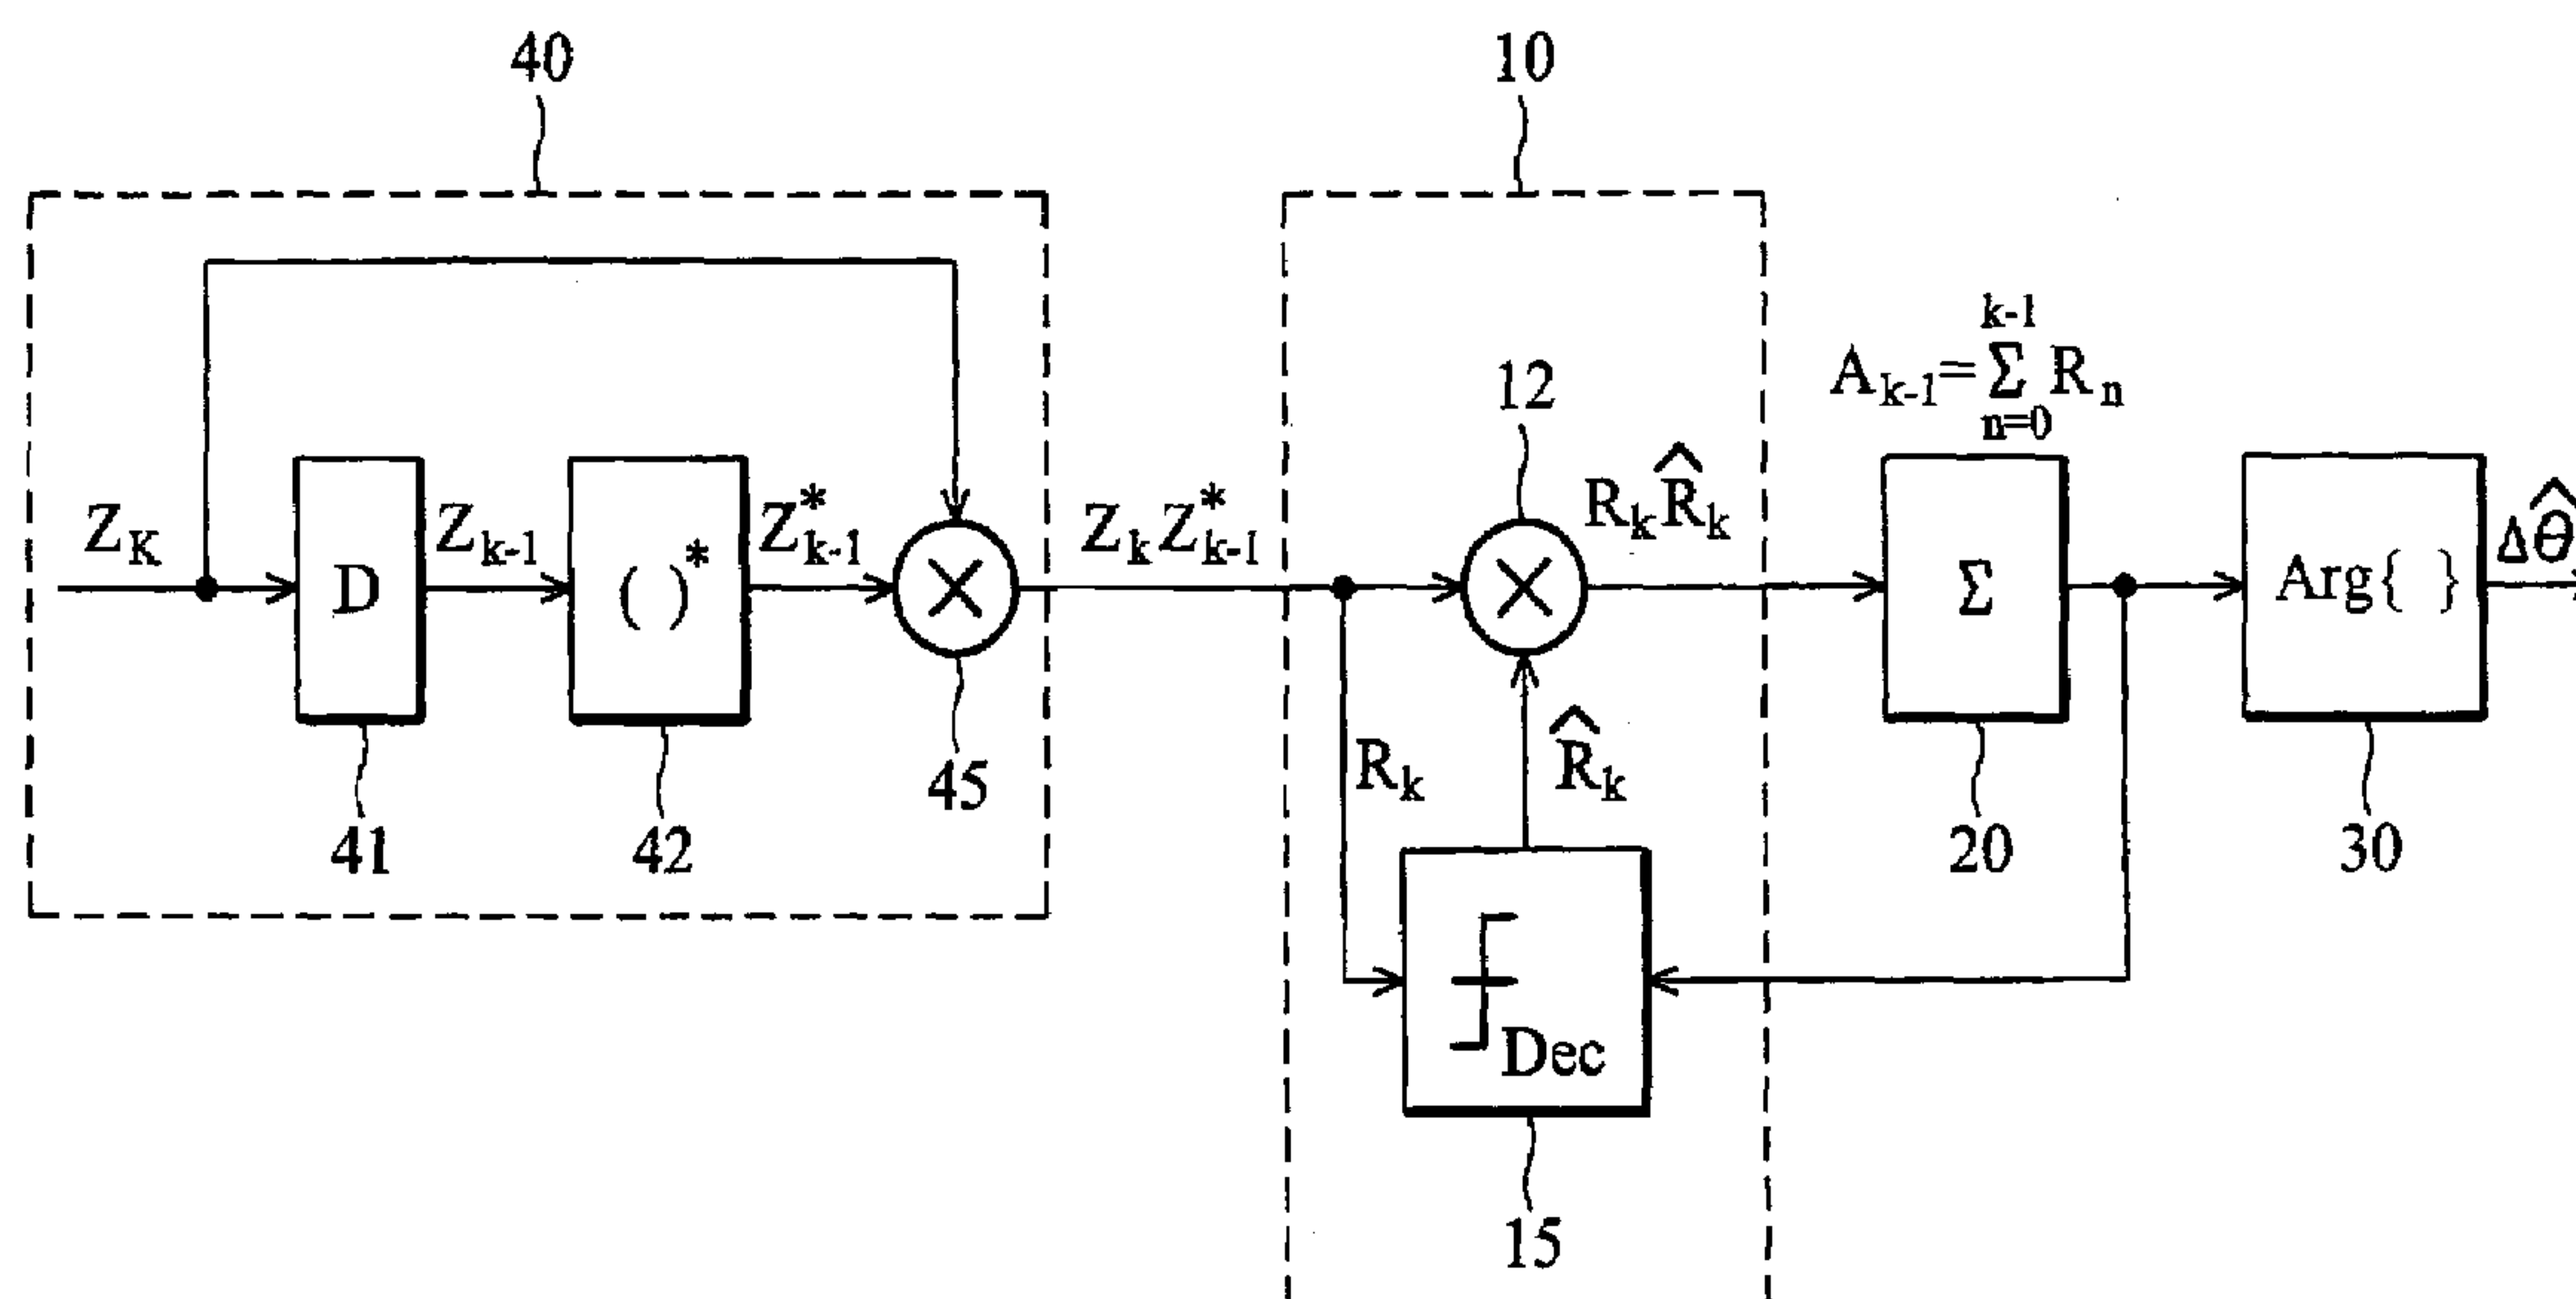 40
10
12
k-1
A_{k-1}=Σ R_n
n=0
Z_K
D
Z_{k-1}
( )*
Z*_{k-1}
Z_k Z*_{k-1}
R_k R̂_k
Σ
Arg{ }
Δθ̂
41
42
45
R_k
R̂_k
Dec
15
20
30